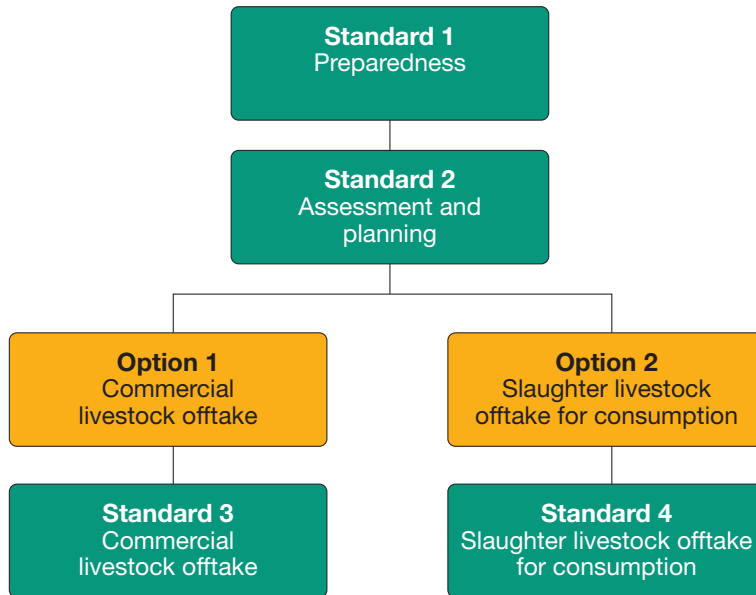 Standard 1
Preparedness
Standard 2
Assessment and
planning
Option 1
Commercial
livestock offtake
Option 2
Slaughter livestock
offtake for consumption
Standard 3
Commercial
livestock offtake
Standard 4
Slaughter livestock offtake
for consumption